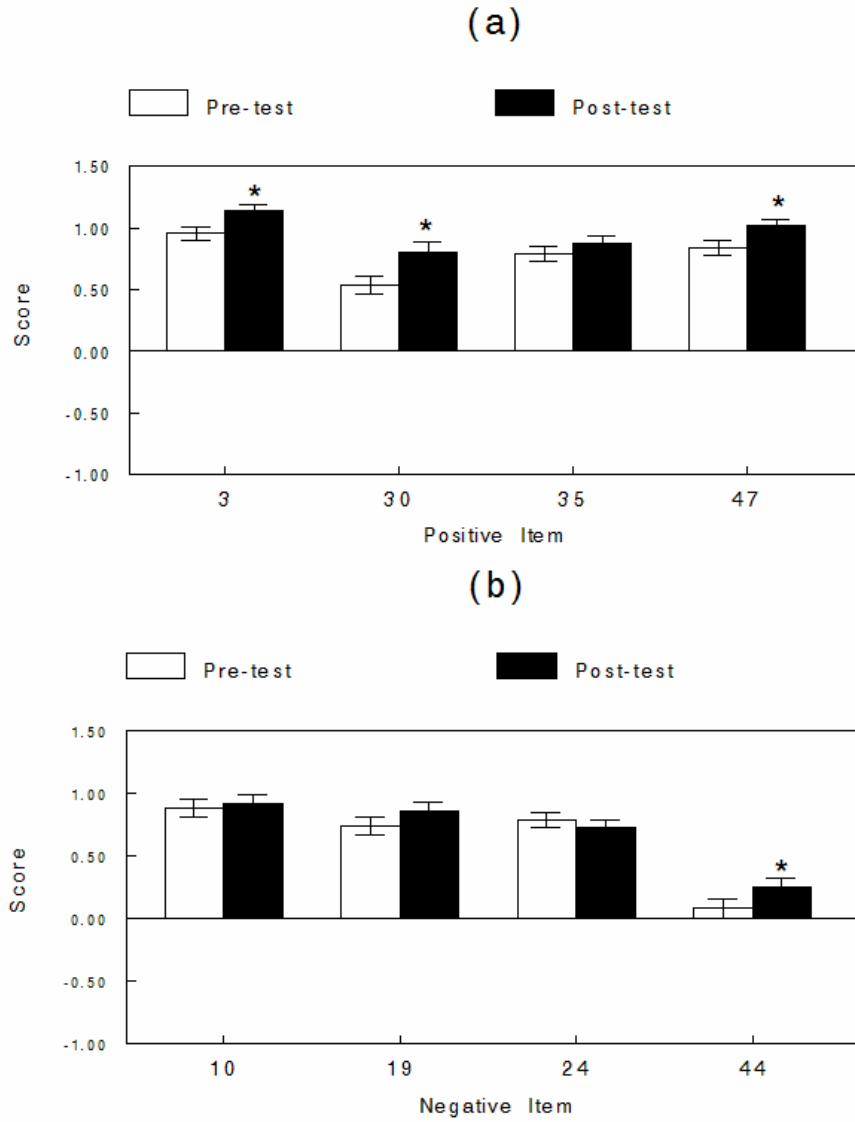 (a)
Pre-test Post-test
1.50
*
*
*
1.00
0.50
0.00
-0.50
-1.00
Score
3 30 35 47
Positive Item
(b)
Pre-test Post-test
1.50
1.00
0.50
*
0.00
-0.50
-1.00
Score
10 19 24 44
Negative Item